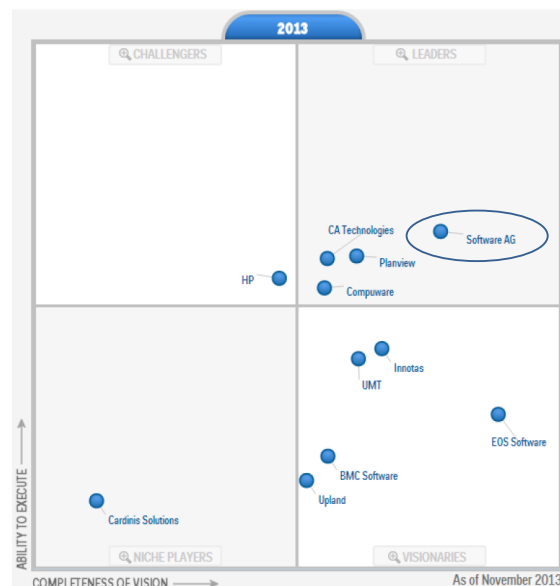 2013
CHALLENGERS
LEADERS
CA Technologies
Software AG
Planview
HP
Compuware
Innotas
UMT
EOS Software
BMC Software
Upland
Cardinis Solutions
NICHE PLAYERS
VISIONARIES
ABILITY TO EXECUTE
COMPLETENESS OF VISION
As of November 2013